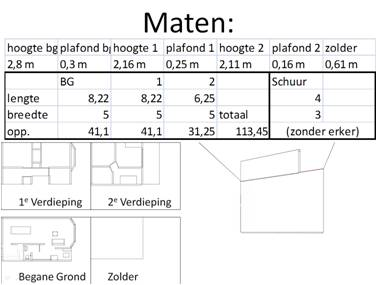 Maten:
hoogte bg plafond bg hoogte 1 plafond 1 hoogte 2 plafond 2 zolder
2,8 m 0,3 m 2,16 m 0,25 m 2,11 m 0,16 m 0,61 m
BG 1 2 Schuur
lengte 8,22 8,22 6,25 4
breedte 5 5 5 totaal 3
opp. 41,1 41,1 31,25 113,45 (zonder erker)
1e Verdieping 2e Verdieping
Begane Grond Zolder